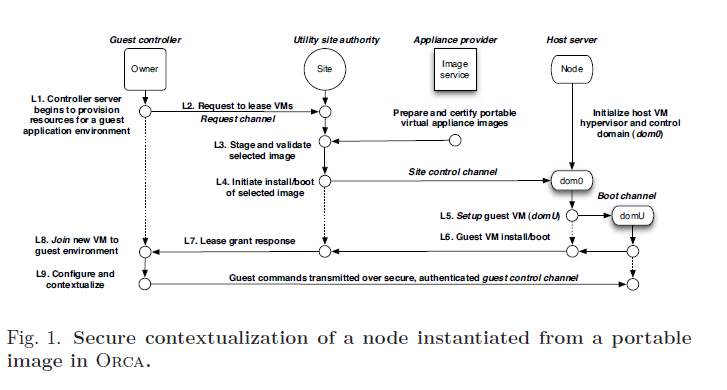 Guest controller
Utility site authority
Appliance provider
Host server
Owner
Site
Image
service
Node
L1. Controller server
begins to provision
resources for a guest
application environment
L2. Request to lease VMs
Request channel
Prepare and certify portable
virtual appliance images
Initialize host VM
hypervisor and control
domain (dom0)
L3. Stage and validate
selected image
L4. Initiate install/boot
of selected image
Site control channel
dom0
Boot channel
L5. Setup guest VM (domU)
domU
L6. Guest VM install/boot
L7. Lease grant response
L8. Join new VM to
guest environment
L9. Configure and
contextualize
Guest commands transmitted over secure, authenticated guest control channel
Fig. 1. Secure contextualization of a node instantiated from a portable
image in ORCA.